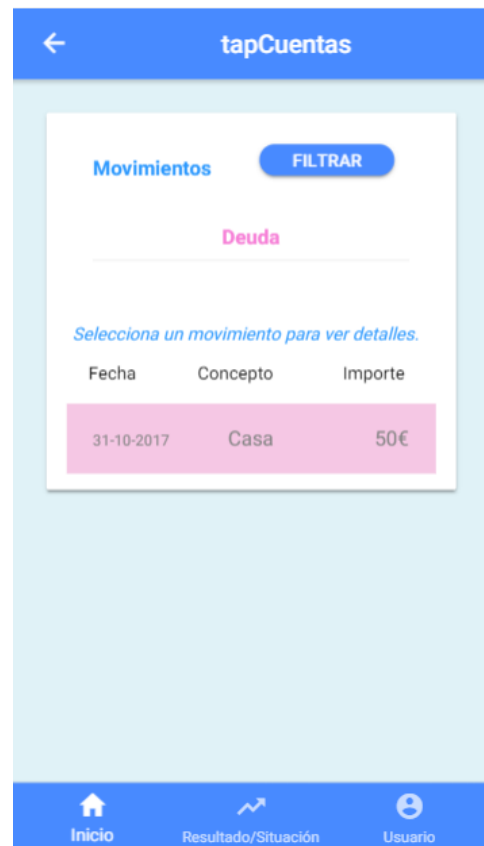 tapCuentas
Movimientos FILTRAR
Deuda
Selecciona un movimiento para ver detalles.
Fecha Concepto Importe
31-10-2017 Casa 50€
Inicio Resultado/Situación Usuario